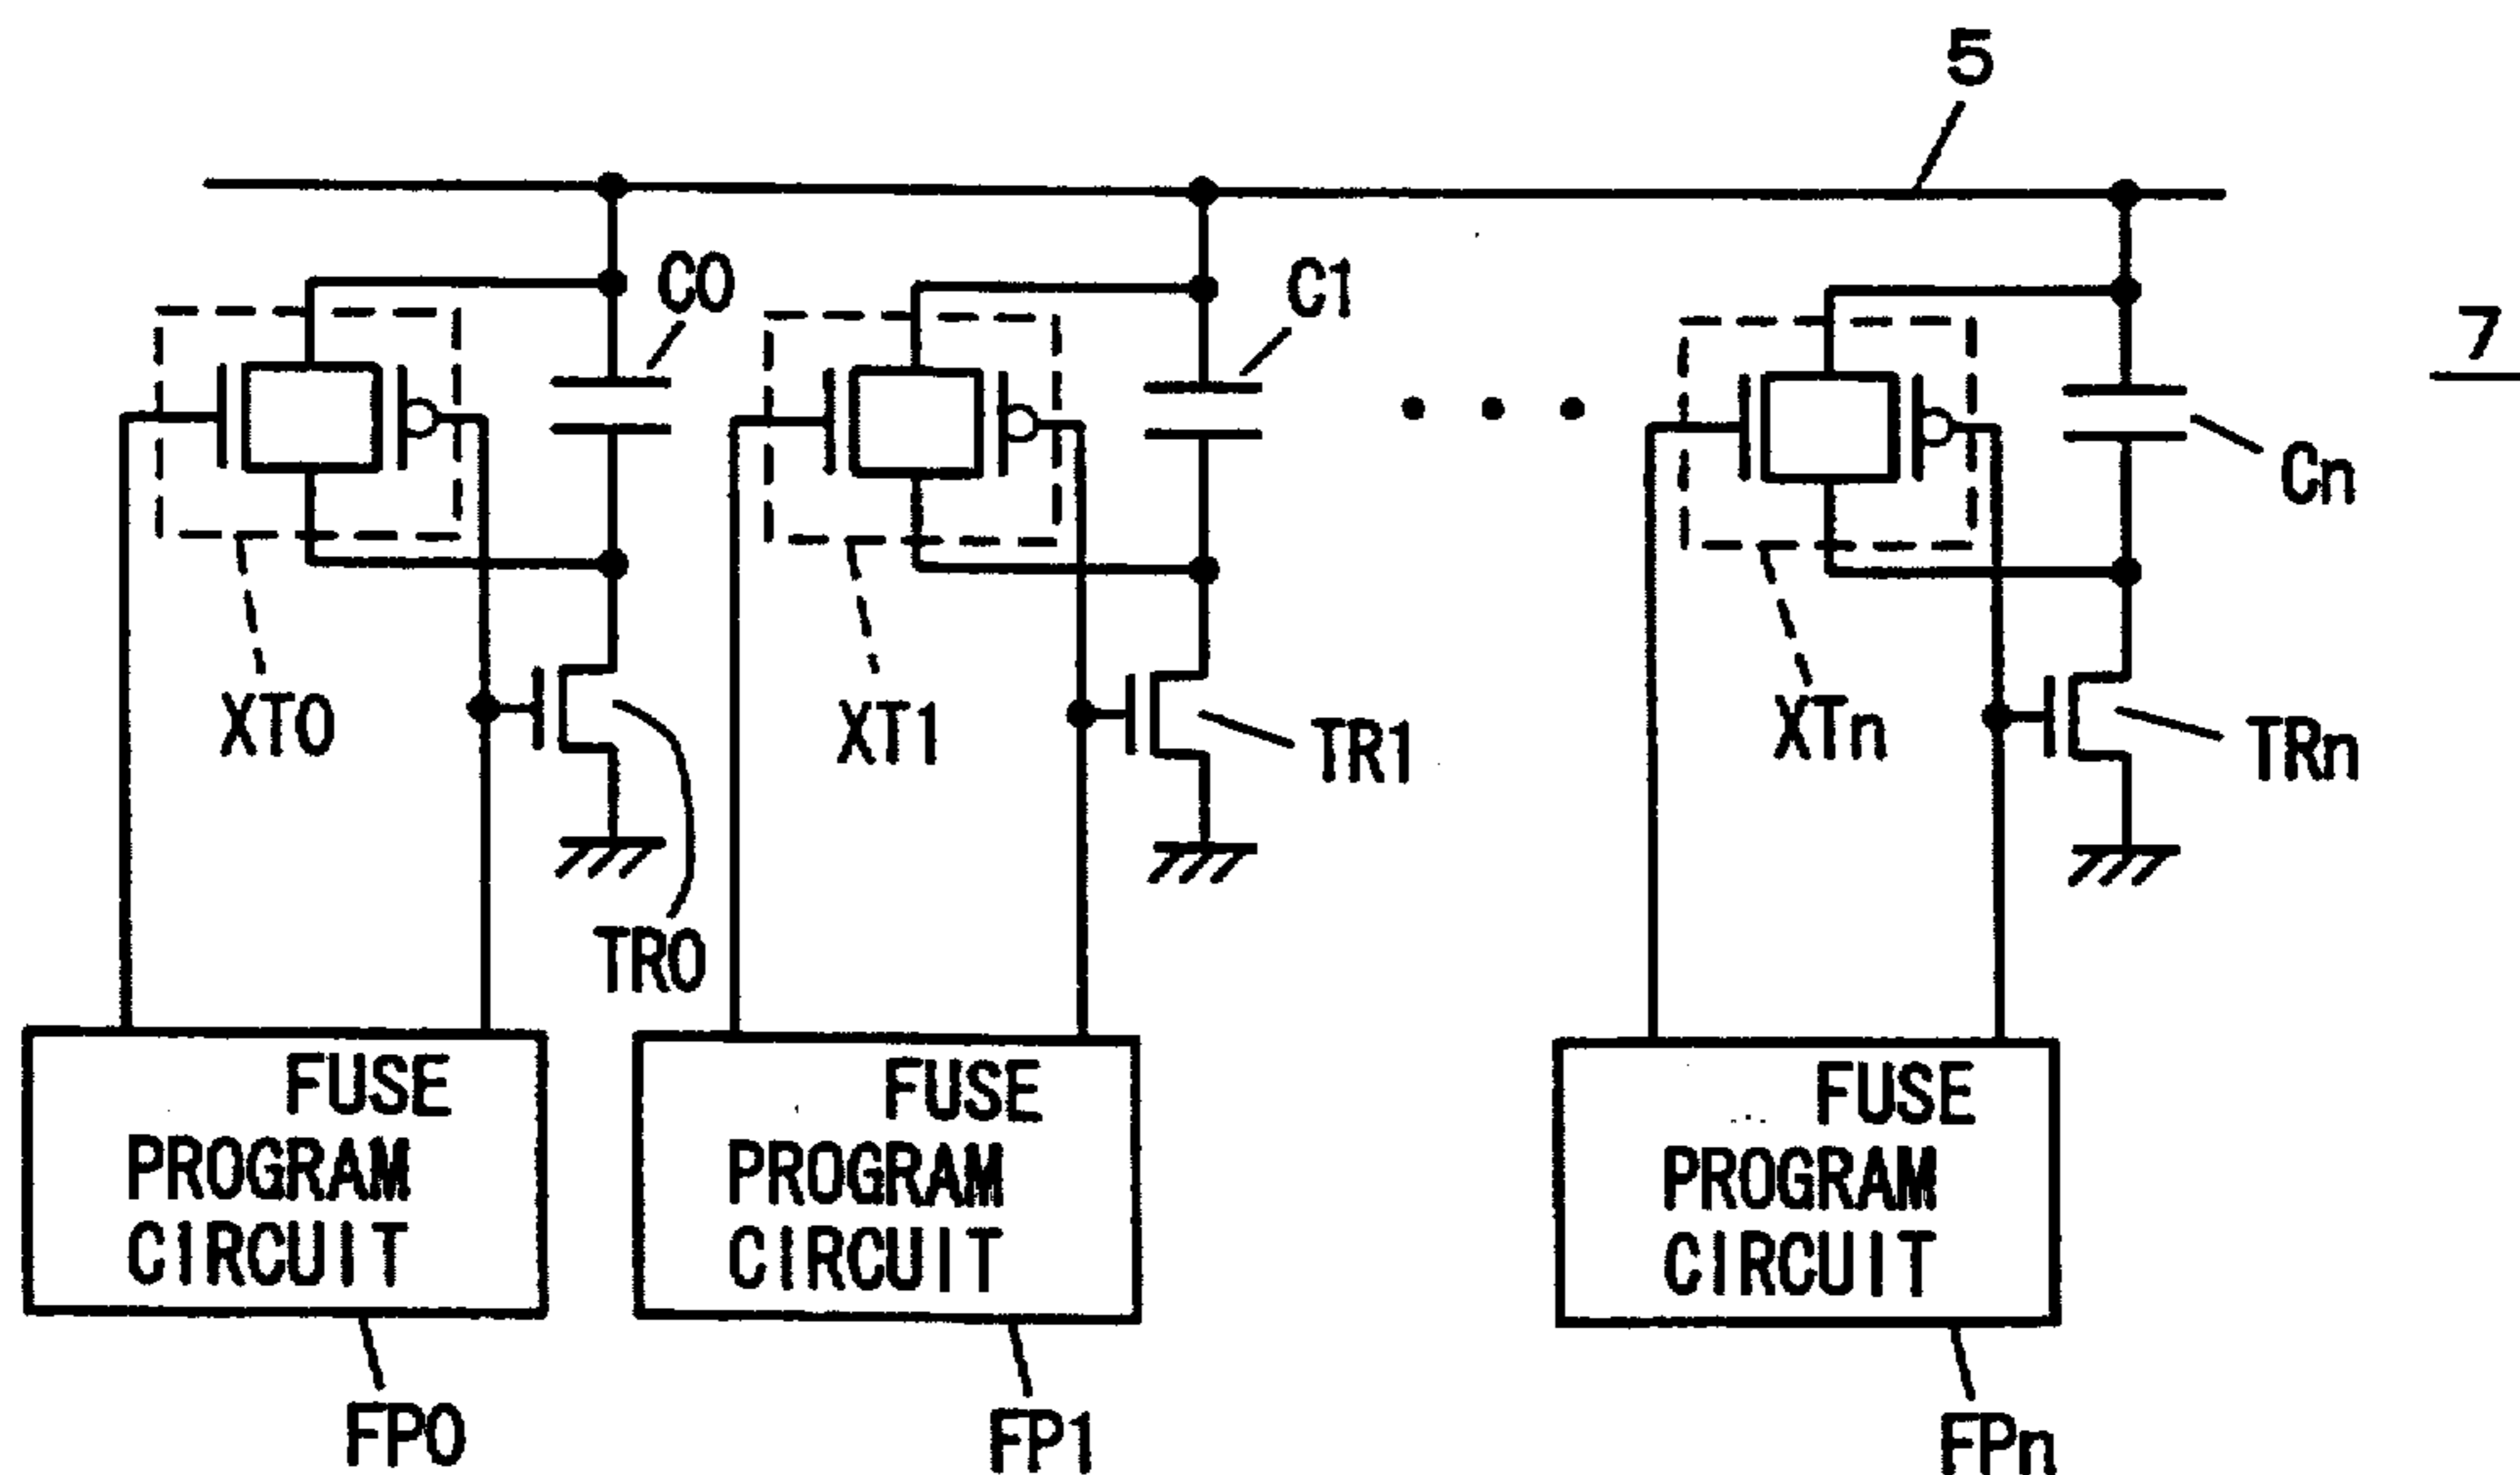 5
C0
C1
7
Cn
XT0
XT1
TR1
XTn
TRn
TR0
FUSE
PROGRAM
CIRCUIT
FUSE
PROGRAM
CIRCUIT
FUSE
PROGRAM
CIRCUIT
FP0
FP1
FPn